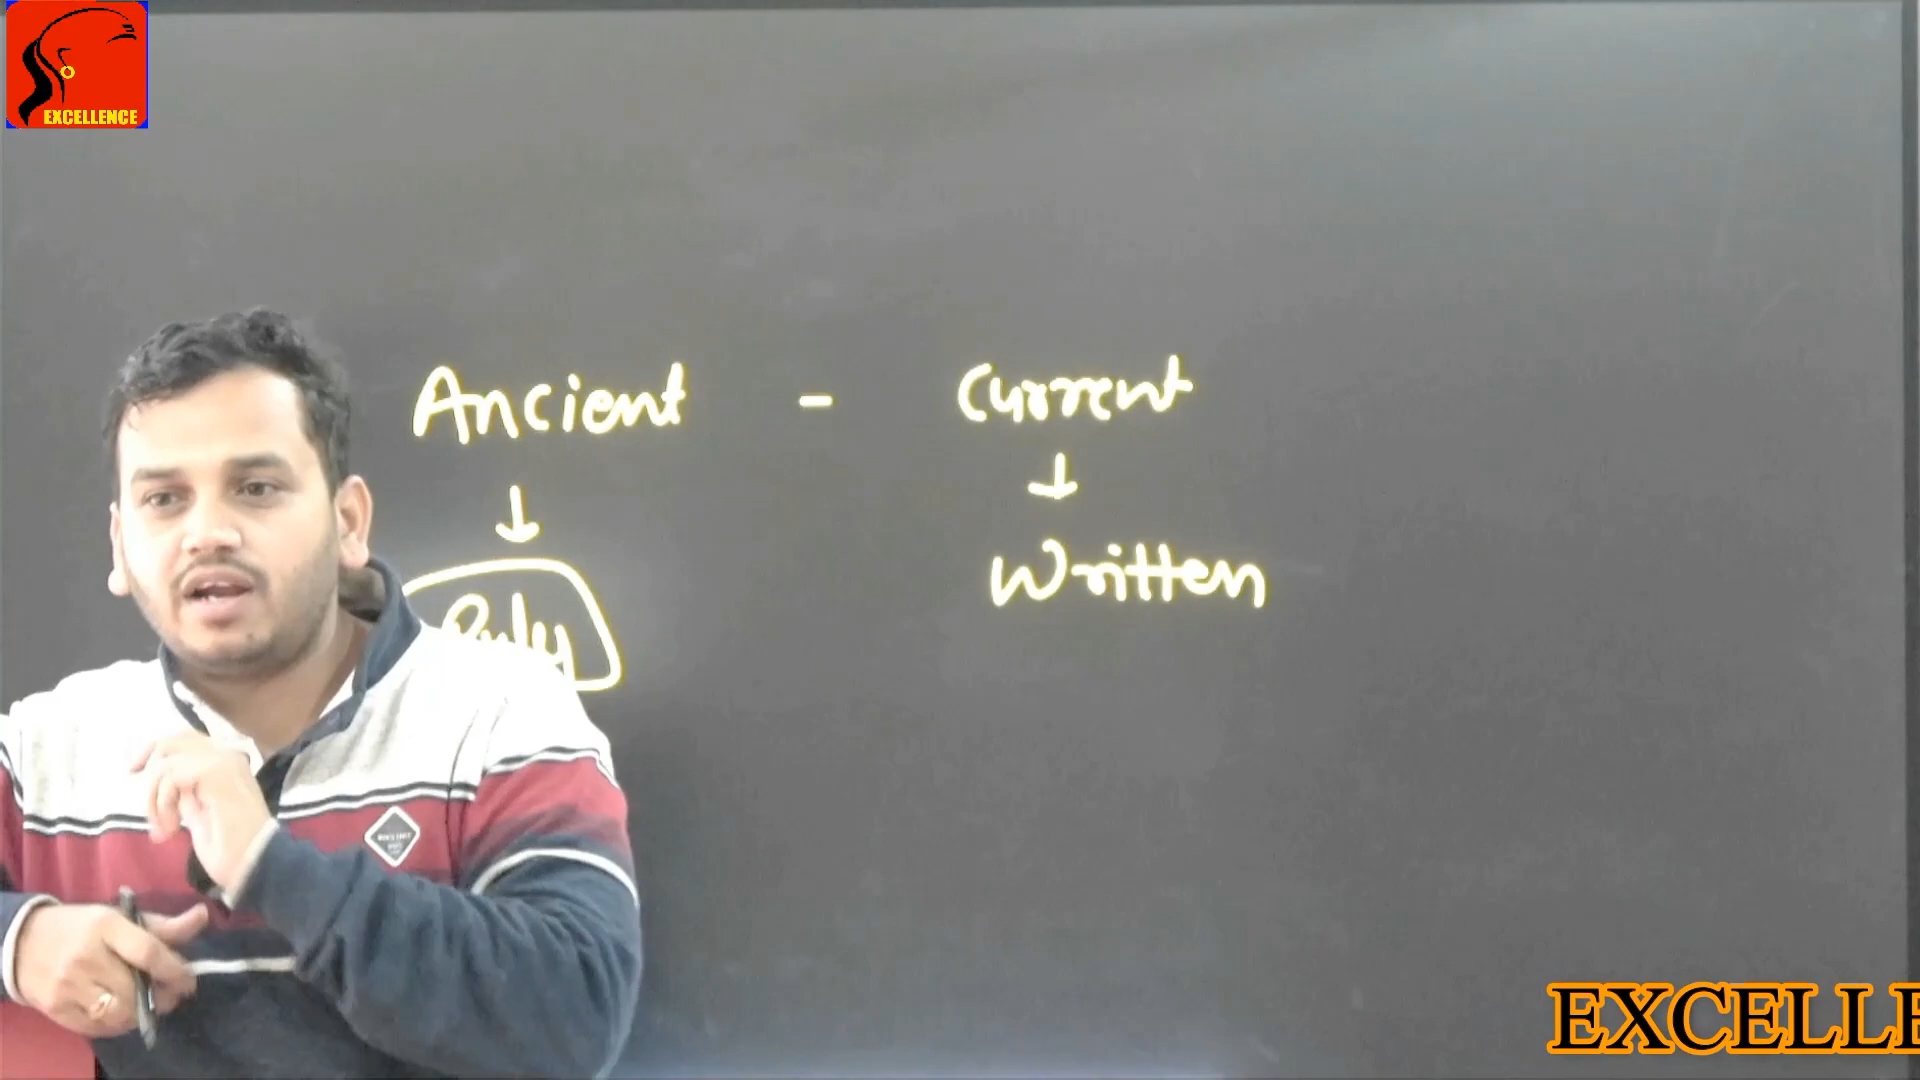 EXCELLENCE
Ancient - Current
↓ ↓
Written
EXCELLE